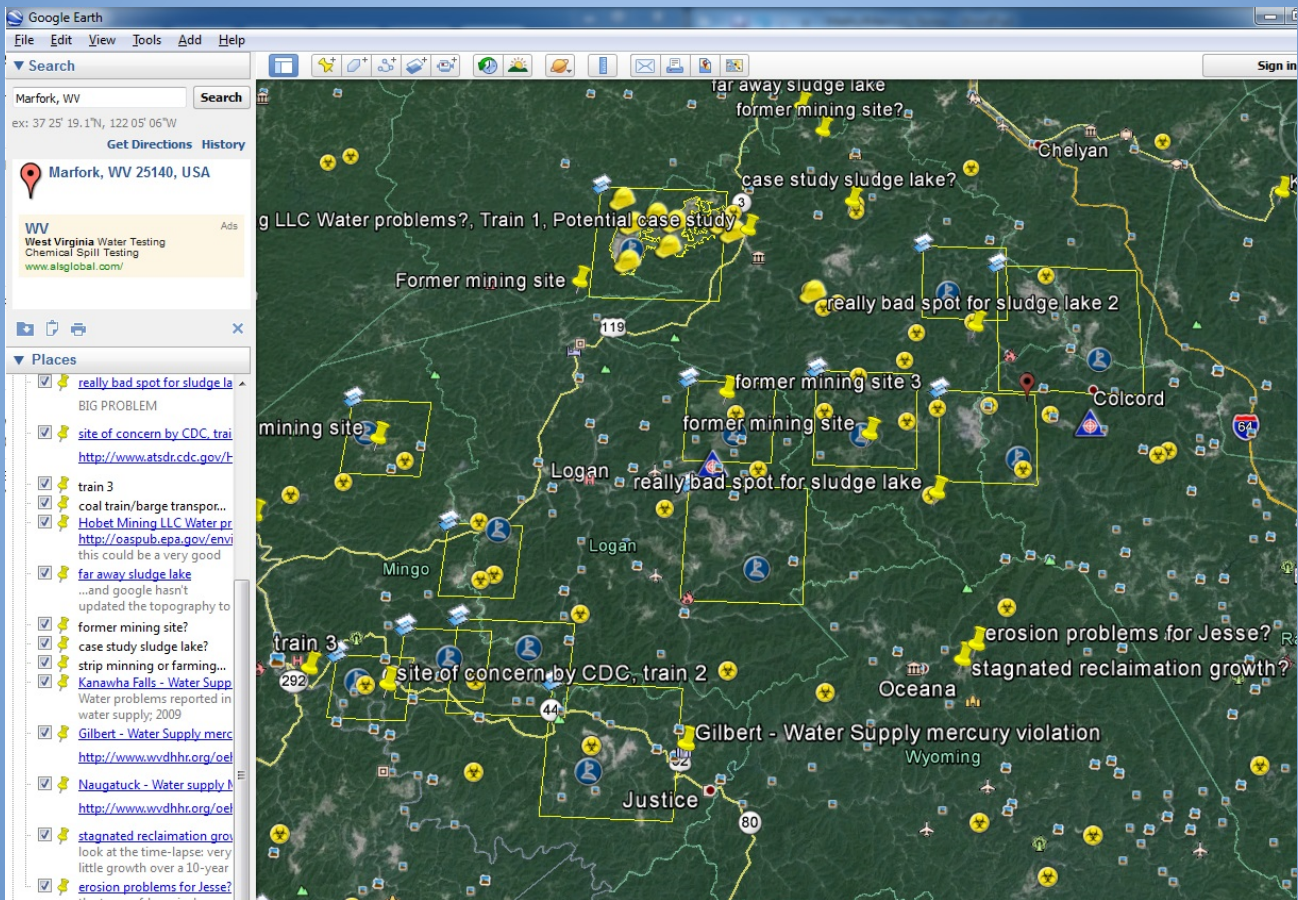 Google Earth
File Edit View Tools Add Help
Search
Sign in
Marfork, WV
Search
ex: 37 25' 19.1"N, 122 05' 06"W
Get Directions History
Marfork, WV 25140, USA
WV
Ads
West Virginia Water Testing
Chemical Spill Testing
www.alsglobal.com/
Places
really bad spot for sludge la
BIG PROBLEM
site of concern by CDC, trai
http://www.atsdr.cdc.gov/H
train 3
coal train/barge transpor...
Hobet Mining LLC Water pr
http://oaspub.epa.gov/envi
this could be a very good
far away sludge lake
...and google hasn't
updated the topography to
former mining site?
case study sludge lake?
strip minning or farming...
Kanawha Falls - Water Supp
Water problems reported in
water supply; 2009
Gilbert - Water Supply merc
http://www.wvdhhr.org/oeh
Naugatuck - Water supply
http://www.wvdhhr.org/oeh
stagnated reclaimation grow
look at the time-lapse: very
little growth over a 10-year
erosion problems for Jesse?
far away sludge lake
former mining site?
Chelyan
case study sludge lake?
3
g LLC Water problems?, Train 1, Potential case study
Former mining site
really bad spot for sludge lake 2
119
former mining site 3
Colcord
former mining site
mining site
64
Logan
really bad spot for sludge lake
Logan
Mingo
train 3
erosion problems for Jesse?
292
site of concern by CDC, train 2
stagnated reclaimation growth?
Oceana
44
Gilbert - Water Supply mercury violation
52
Wyoming
Justice
80